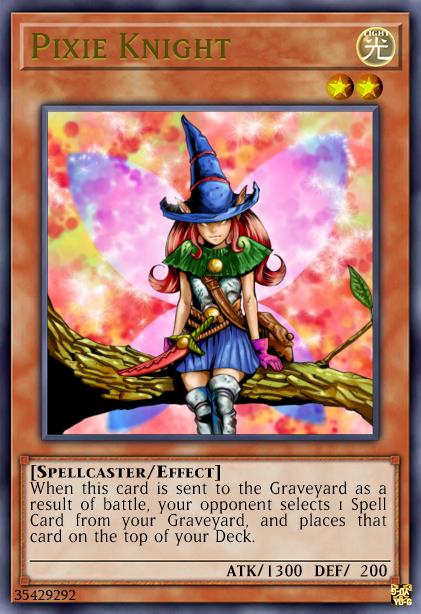 Pixie Knight
LIGHT
光
[Spellcaster/Effect]
When this card is sent to the Graveyard as a
result of battle, your opponent selects 1 Spell
Card from your Graveyard, and places that
card on the top of your Deck.
ATK/1300 DEF/ 200
35429292